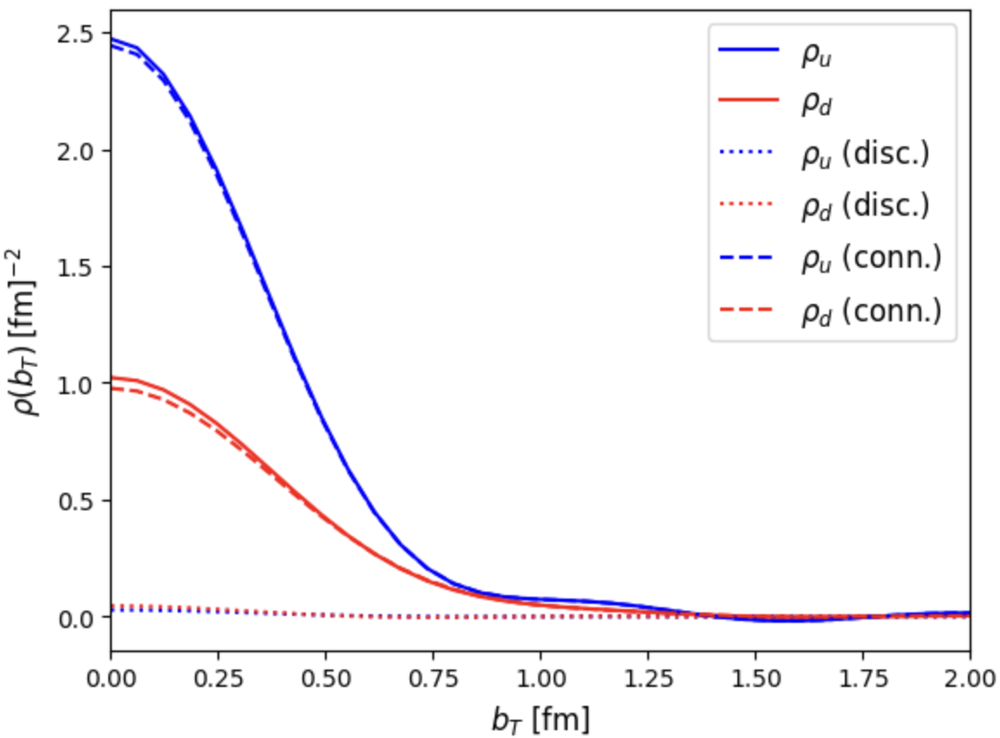 2.5
2.0
1.5
1.0
0.5
0.0
ρ(b_T) [fm]⁻²
0.00 0.25 0.50 0.75 1.00 1.25 1.50 1.75 2.00
b_T [fm]
ρ_u
ρ_d
ρ_u (disc.)
ρ_d (disc.)
ρ_u (conn.)
ρ_d (conn.)